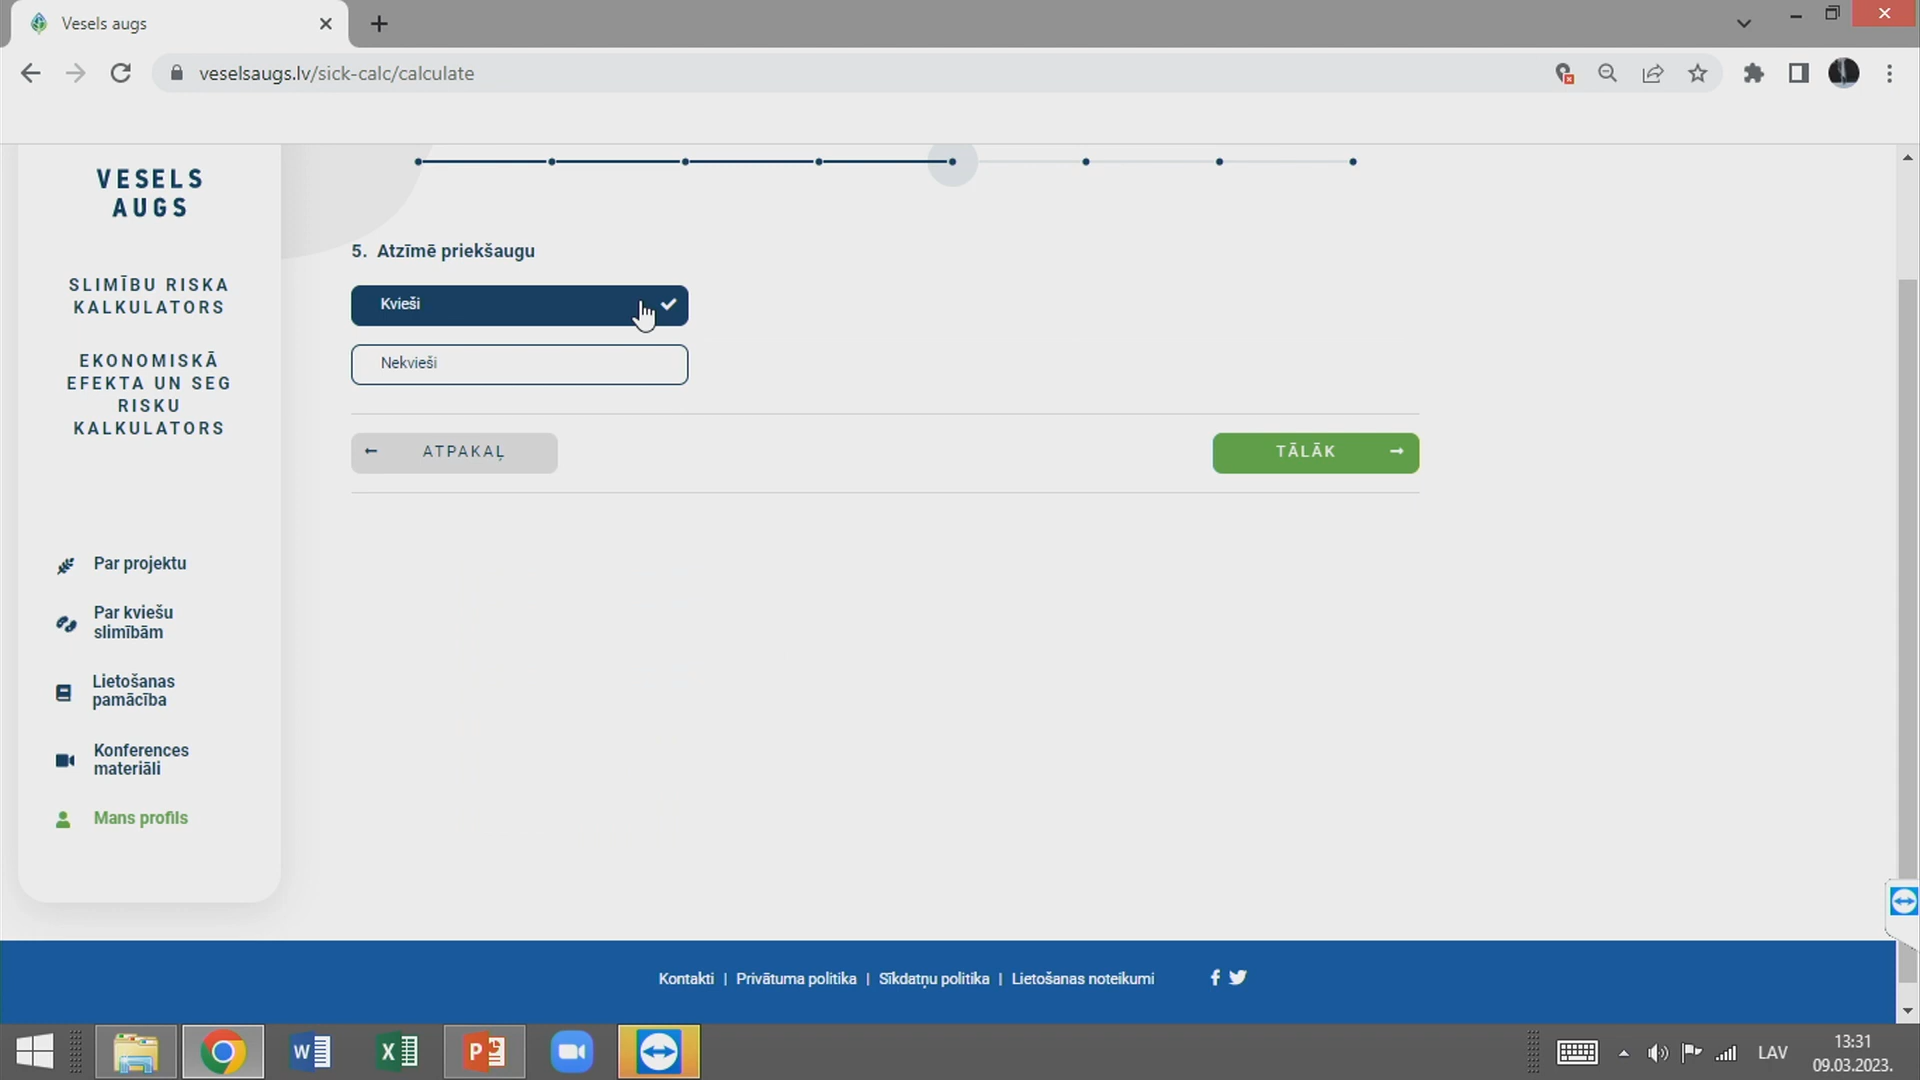 Vesels augs
veselsaugs.lv/sick-calc/calculate
VESELS
AUGS
SLIMĪBU RISKA
KALKULATORS
EKONOMISKĀ
EFEKTA UN SEG
RISKU
KALKULATORS
Par projektu
Par kviešu
slimībām
Lietošanas
pamācība
Konferences
materiāli
Mans profils
5. Atzīmē priekšaugu
Kvieši
Nekvieši
ATPAKAĻ
TĀLĀK
Kontakti | Privātuma politika | Sīkdatņu politika | Lietošanas noteikumi
LAV
13:31
09.03.2023.